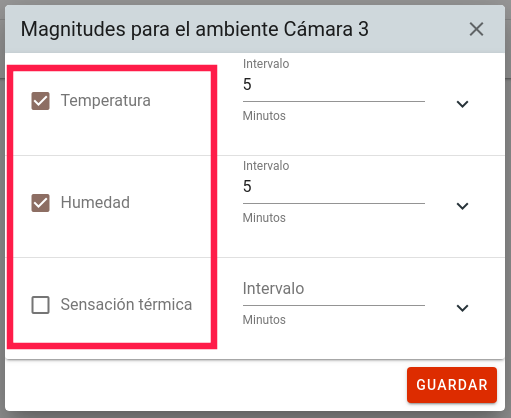 Magnitudes para el ambiente Cámara 3
Intervalo
Temperatura
5
Minutos
Intervalo
Humedad
5
Minutos
Sensación térmica
Intervalo
Minutos
GUARDAR